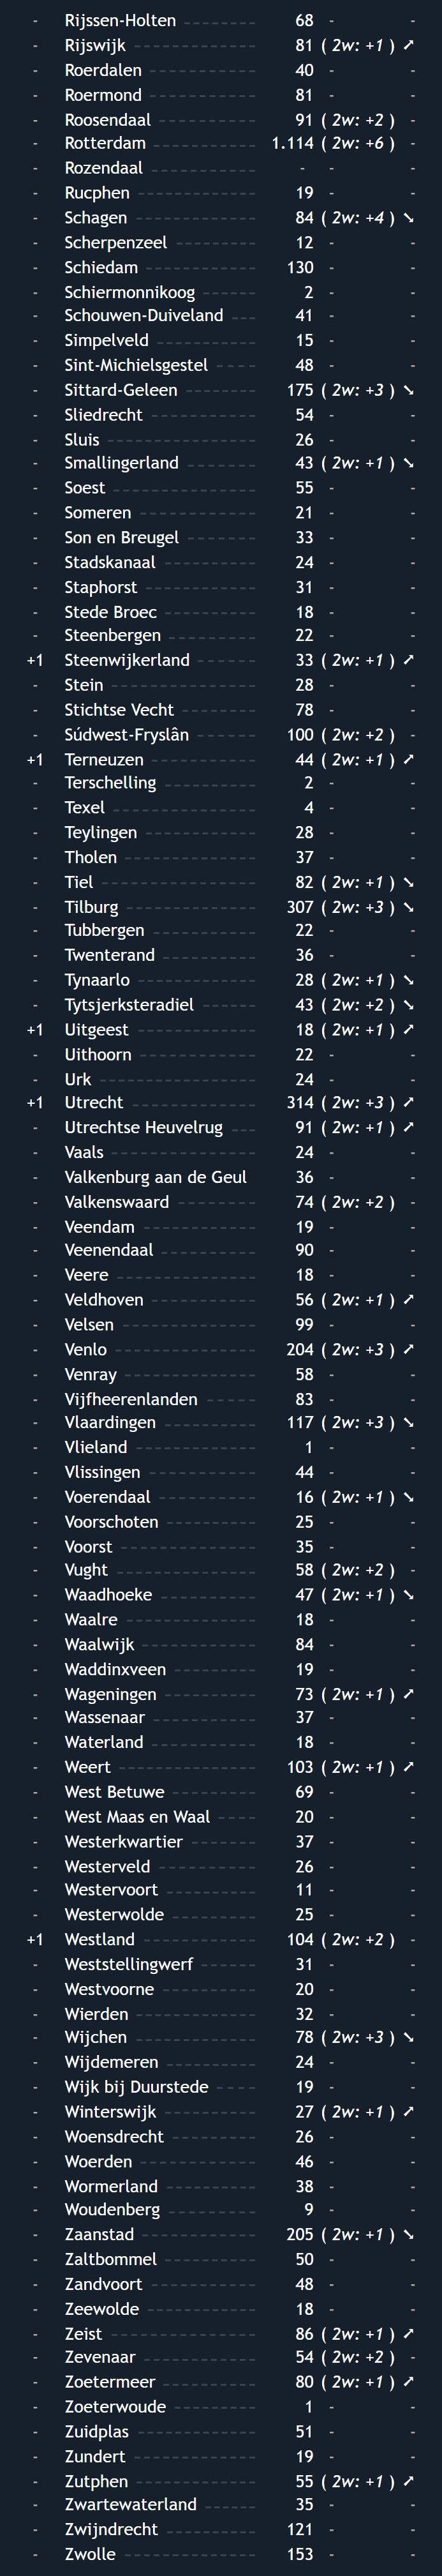 - Rijssen-Holten 68 - -
- Rijswijk 81 ( 2w: +1 ) ➚
- Roerdalen 40 - -
- Roermond 81 - -
- Roosendaal 91 ( 2w: +2 ) -
- Rotterdam 1.114 ( 2w: +6 ) -
- Rozendaal - - -
- Rucphen 19 - -
- Schagen 84 ( 2w: +4 ) ➘
- Scherpenzeel 12 - -
- Schiedam 130 - -
- Schiermonnikoog 2 - -
- Schouwen-Duiveland 41 - -
- Simpelveld 15 - -
- Sint-Michielsgestel 48 - -
- Sittard-Geleen 175 ( 2w: +3 ) ➘
- Sliedrecht 54 - -
- Sluis 26 - -
- Smallingerland 43 ( 2w: +1 ) ➘
- Soest 55 - -
- Someren 21 - -
- Son en Breugel 33 - -
- Stadskanaal 24 - -
- Staphorst 31 - -
- Stede Broec 18 - -
- Steenbergen 22 - -
+1 Steenwijkerland 33 ( 2w: +1 ) ➚
- Stein 28 - -
- Stichtse Vecht 78 - -
- Súdwest-Fryslân 100 ( 2w: +2 ) -
+1 Terneuzen 44 ( 2w: +1 ) ➚
- Terschelling 2 - -
- Texel 4 - -
- Teylingen 28 - -
- Tholen 37 - -
- Tiel 82 ( 2w: +1 ) ➘
- Tilburg 307 ( 2w: +3 ) ➘
- Tubbergen 22 - -
- Twenterand 36 - -
- Tynaarlo 28 ( 2w: +1 ) ➘
- Tytsjerksteradiel 43 ( 2w: +2 ) ➘
+1 Uitgeest 18 ( 2w: +1 ) ➚
- Uithoorn 22 - -
- Urk 24 - -
+1 Utrecht 314 ( 2w: +3 ) ➚
- Utrechtse Heuvelrug 91 ( 2w: +1 ) ➚
- Vaals 24 - -
- Valkenburg aan de Geul 36 - -
- Valkenswaard 74 ( 2w: +2 ) -
- Veendam 19 - -
- Veenendaal 90 - -
- Veere 18 - -
- Veldhoven 56 ( 2w: +1 ) ➚
- Velsen 99 - -
- Venlo 204 ( 2w: +3 ) ➚
- Venray 58 - -
- Vijfheerenlanden 83 - -
- Vlaardingen 117 ( 2w: +3 ) ➘
- Vlieland 1 - -
- Vlissingen 44 - -
- Voerendaal 16 ( 2w: +1 ) ➘
- Voorschoten 25 - -
- Voorst 35 - -
- Vught 58 ( 2w: +2 ) -
- Waadhoeke 47 ( 2w: +1 ) ➘
- Waalre 18 - -
- Waalwijk 84 - -
- Waddinxveen 19 - -
- Wageningen 73 ( 2w: +1 ) ➚
- Wassenaar 37 - -
- Waterland 18 - -
- Weert 103 ( 2w: +1 ) ➚
- West Betuwe 69 - -
- West Maas en Waal 20 - -
- Westerkwartier 37 - -
- Westerveld 26 - -
- Westervoort 11 - -
- Westerwolde 25 - -
+1 Westland 104 ( 2w: +2 ) -
- Weststellingwerf 31 - -
- Westvoorne 20 - -
- Wierden 32 - -
- Wijchen 78 ( 2w: +3 ) ➘
- Wijdemeren 24 - -
- Wijk bij Duurstede 19 - -
- Winterswijk 27 ( 2w: +1 ) ➚
- Woensdrecht 26 - -
- Woerden 46 - -
- Wormerland 38 - -
- Woudenberg 9 - -
- Zaanstad 205 ( 2w: +1 ) ➘
- Zaltbommel 50 - -
- Zandvoort 48 - -
- Zeewolde 18 - -
- Zeist 86 ( 2w: +1 ) ➚
- Zevenaar 54 ( 2w: +2 ) -
- Zoetermeer 80 ( 2w: +1 ) ➚
- Zoeterwoude 1 - -
- Zuidplas 51 - -
- Zundert 19 - -
- Zutphen 55 ( 2w: +1 ) ➚
- Zwartewaterland 35 - -
- Zwijndrecht 121 - -
- Zwolle 153 - -